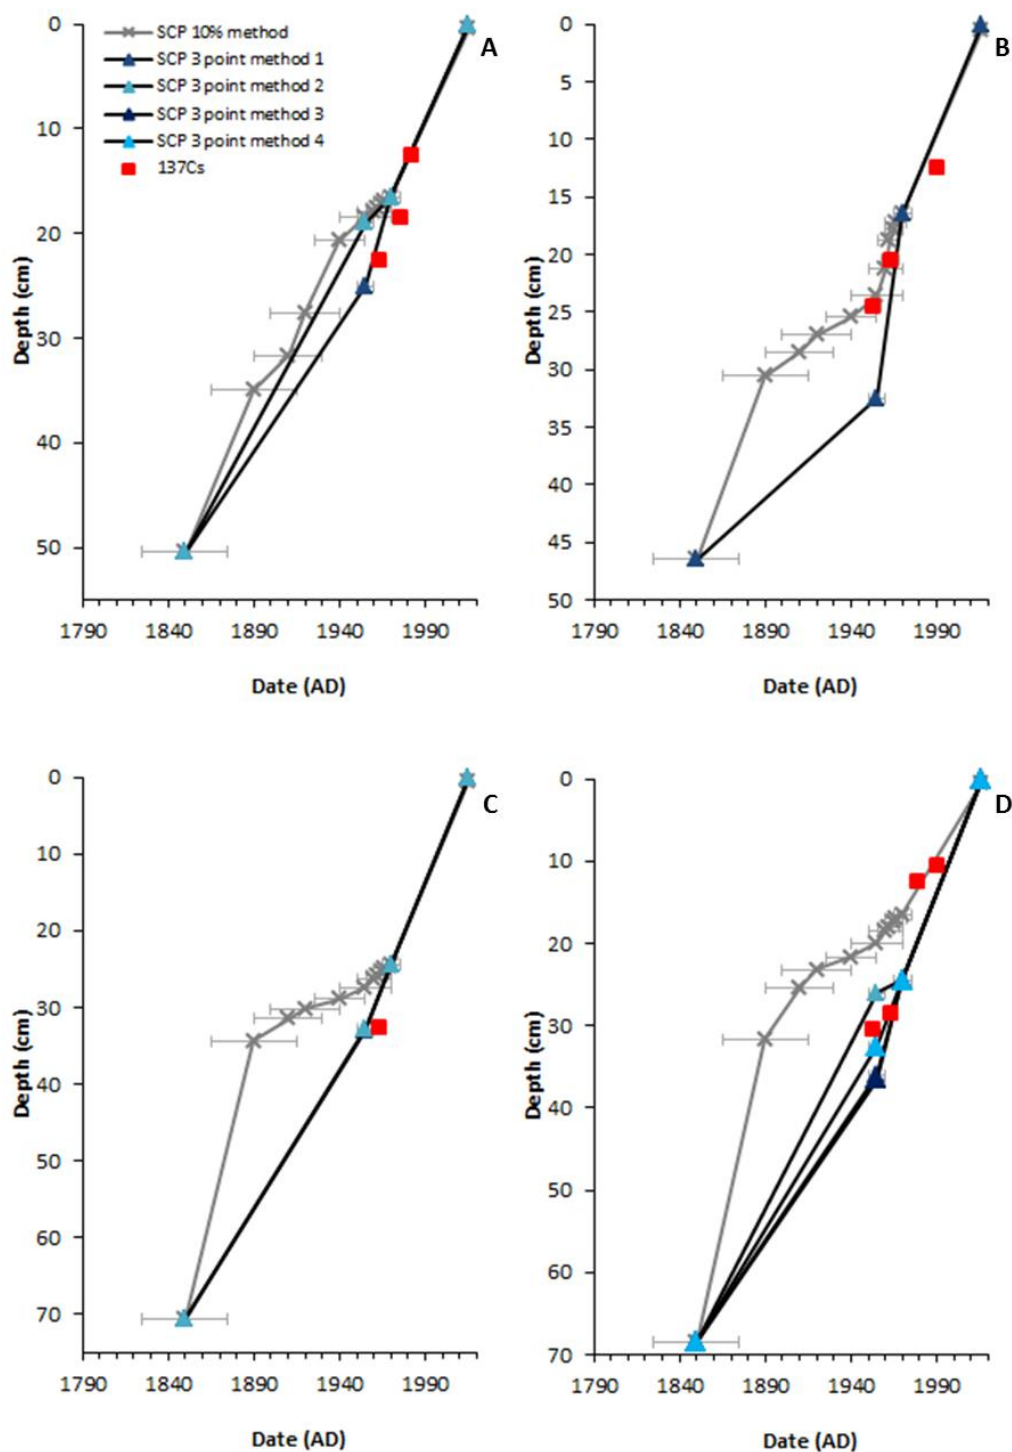 0
10
20
30
40
50
Depth (cm)
SCP 10% method
SCP 3 point method 1
SCP 3 point method 2
SCP 3 point method 3
SCP 3 point method 4
137Cs
A
1790 1840 1890 1940 1990
Date (AD)
0
5
10
15
20
25
30
35
40
45
50
Depth (cm)
B
1790 1840 1890 1940 1990
Date (AD)
0
10
20
30
40
50
60
70
Depth (cm)
C
1790 1840 1890 1940 1990
Date (AD)
0
10
20
30
40
50
60
70
Depth (cm)
D
1790 1840 1890 1940 1990
Date (AD)